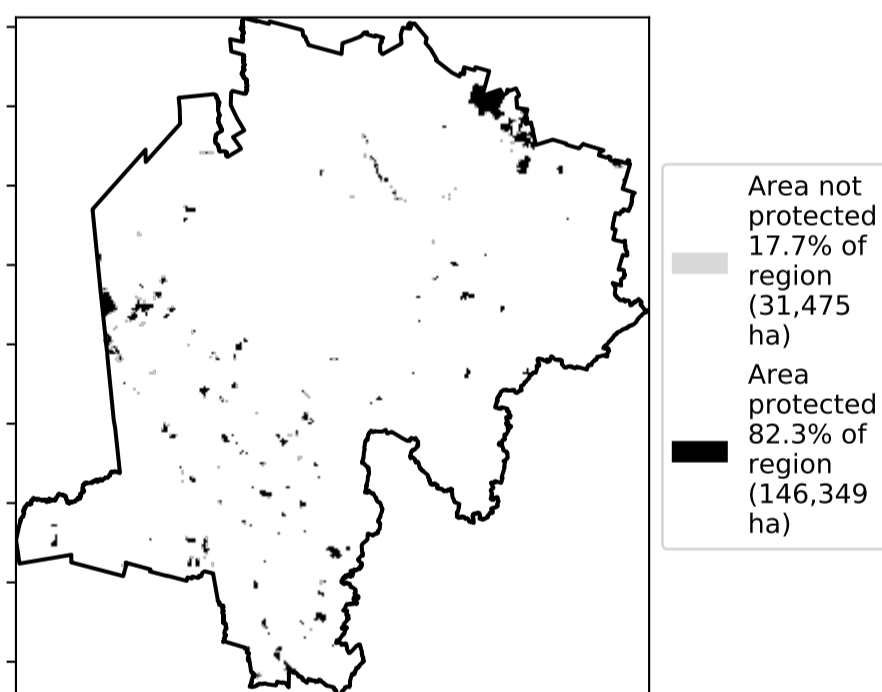 Area not
protected
17.7% of
region
(31,475
ha)
Area
protected
82.3% of
region
(146,349
ha)